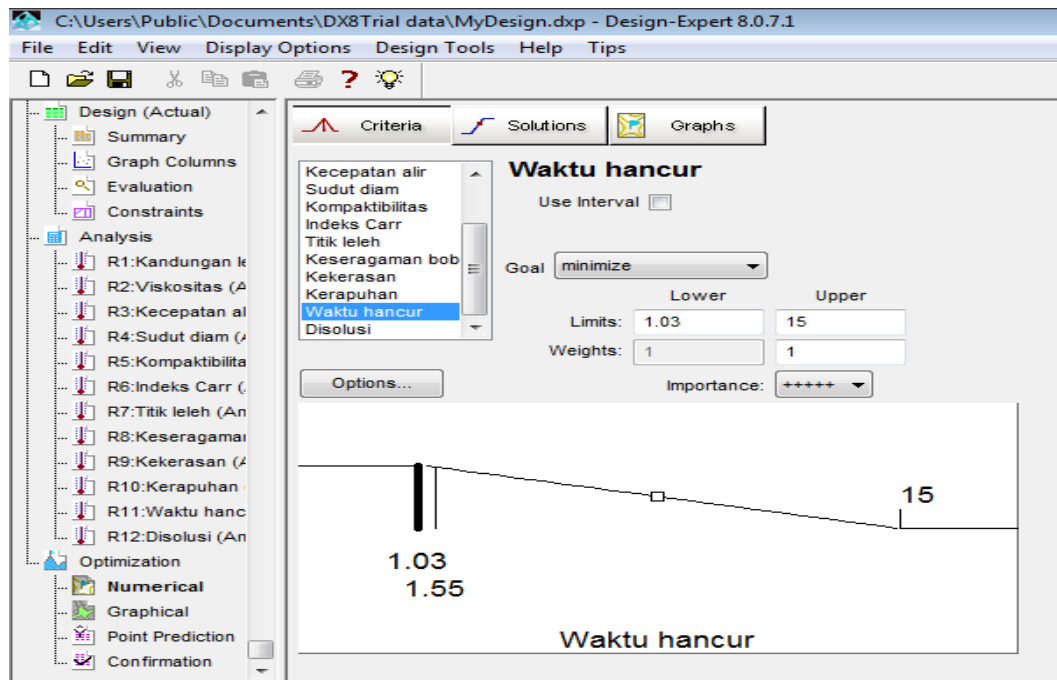 C:\Users\Public\Documents\DX8Trial data\MyDesign.dxp - Design-Expert 8.0.7.1
File Edit View Display Options Design Tools Help Tips
Design (Actual)
Summary
Graph Columns
Evaluation
Constraints
Analysis
R1:Kandungan le
R2:Viskositas (A
R3:Kecepatan al
R4:Sudut diam (A
R5:Kompaktibilita
R6:Indeks Carr (
R7:Titik leleh (An
R8:Keseragamar
R9:Kekerasan (A
R10:Kerapuhan
R11:Waktu hanc
R12:Disolusi (An
Optimization
Numerical
Graphical
Point Prediction
Confirmation
Criteria Solutions Graphs
Kecepatan alir
Sudut diam
Kompaktibilitas
Indeks Carr
Titik leleh
Keseragaman bob
Kekerasan
Kerapuhan
Waktu hancur
Disolusi
Waktu hancur
Use Interval
Goal minimize
Lower Upper
Limits: 1.03 15
Weights: 1 1
Options... Importance: +++++
15
1.03
1.55
Waktu hancur